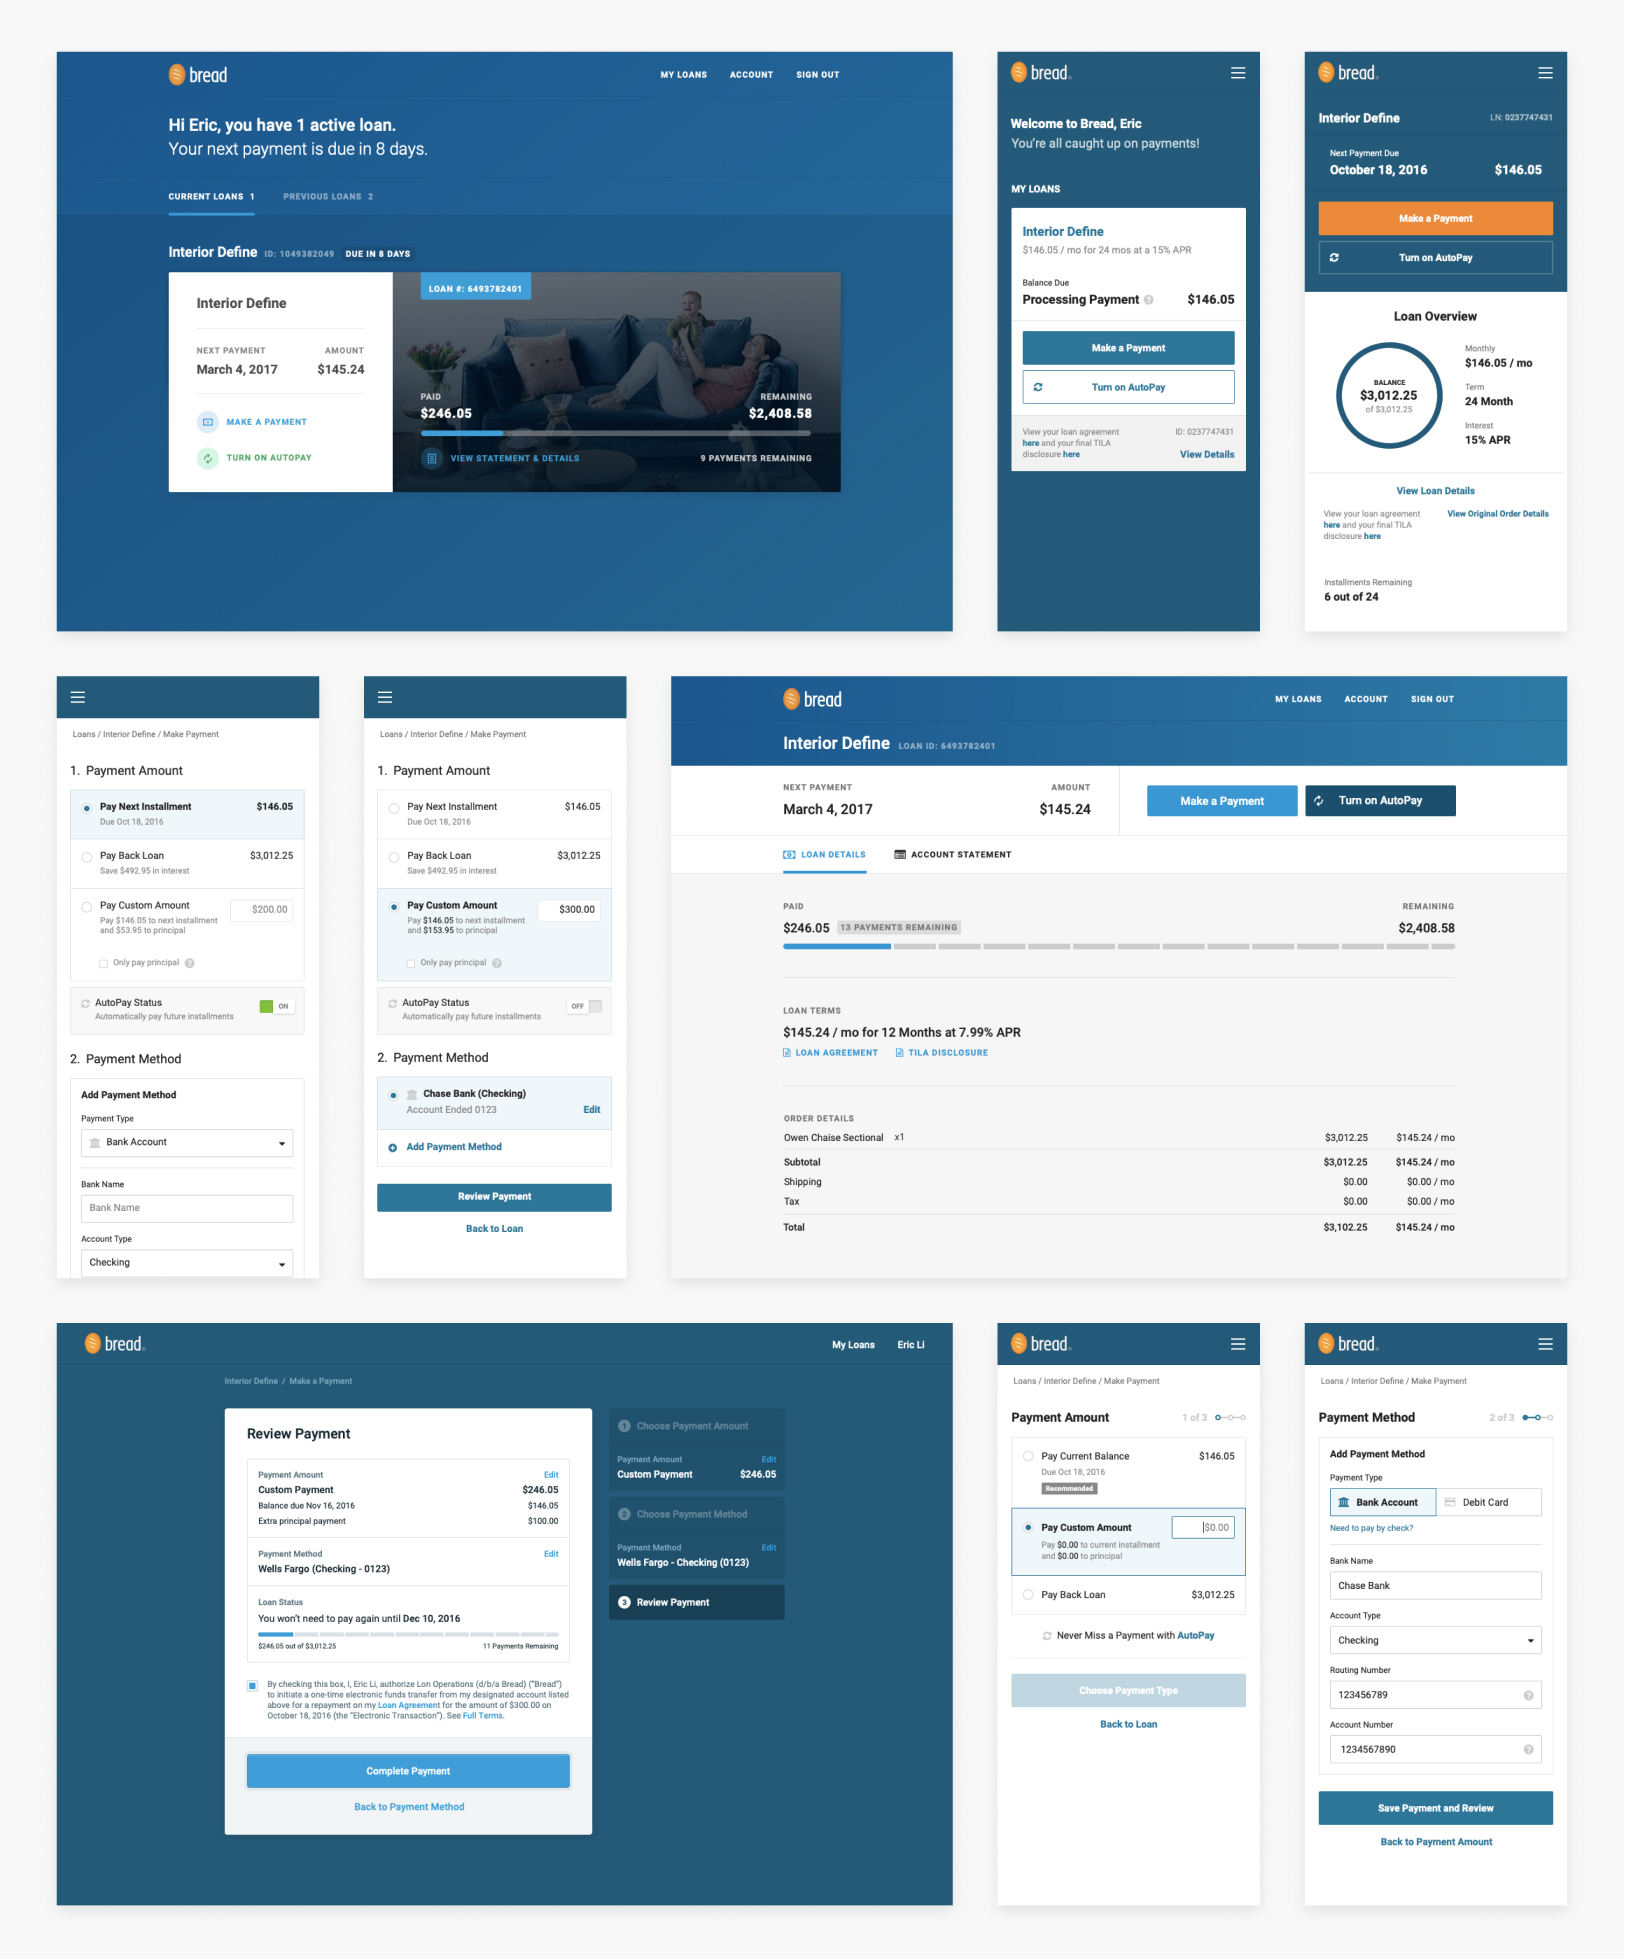 bread
MY LOANS ACCOUNT SIGN OUT
Hi Eric, you have 1 active loan.
Your next payment is due in 8 days.
CURRENT LOANS 1 PREVIOUS LOANS 2
Interior Define ID: 1049382049 DUE IN 8 DAYS
Interior Define
NEXT PAYMENT AMOUNT
March 4, 2017 $145.24
MAKE A PAYMENT
TURN ON AUTOPAY
LOAN #: 6493782401
PAID REMAINING
$246.05 $2,408.58
VIEW STATEMENT & DETAILS 9 PAYMENTS REMAINING
bread.
Welcome to Bread, Eric
You're all caught up on payments!
MY LOANS
Interior Define
$146.05 / mo for 24 mos at a 15% APR
Balance Due
Processing Payment ? $146.05
Make a Payment
Turn on AutoPay
View your loan agreement ID: 0237747431
here and your final TILA
disclosure here View Details
bread.
Interior Define LN: 0237747431
Next Payment Due
October 18, 2016 $146.05
Make a Payment
Turn on AutoPay
Loan Overview
BALANCE
$3,012.25
of $3,012.25
Monthly
$146.05 / mo
Term
24 Month
Interest
15% APR
View Loan Details
View your loan agreement View Original Order Details
here and your final TILA
disclosure here
Installments Remaining
6 out of 24
Loans / Interior Define / Make Payment
1. Payment Amount
Pay Next Installment $146.05
Due Oct 18, 2016
Pay Back Loan $3,012.25
Save $492.95 in interest
Pay Custom Amount $200.00
Pay $146.05 to next installment
and $53.95 to principal
Only pay principal ?
AutoPay Status ON
Automatically pay future installments
2. Payment Method
Add Payment Method
Payment Type
Bank Account
Bank Name
Bank Name
Account Type
Checking
Loans / Interior Define / Make Payment
1. Payment Amount
Pay Next Installment $146.05
Due Oct 18, 2016
Pay Back Loan $3,012.25
Save $492.95 in interest
Pay Custom Amount $300.00
Pay $146.05 to next installment
and $153.95 to principal
Only pay principal ?
AutoPay Status OFF
Automatically pay future installments
2. Payment Method
Chase Bank (Checking)
Account Ended 0123 Edit
Add Payment Method
Review Payment
Back to Loan
bread
MY LOANS ACCOUNT SIGN OUT
Interior Define LOAN ID: 6493782401
NEXT PAYMENT AMOUNT
March 4, 2017 $145.24
Make a Payment Turn on AutoPay
LOAN DETAILS ACCOUNT STATEMENT
PAID REMAINING
$246.05 13 PAYMENTS REMAINING $2,408.58
LOAN TERMS
$145.24 / mo for 12 Months at 7.99% APR
LOAN AGREEMENT TILA DISCLOSURE
ORDER DETAILS
Owen Chaise Sectional x1 $3,012.25 $145.24 / mo
Subtotal $3,012.25 $145.24 / mo
Shipping $0.00 $0.00 / mo
Tax $0.00 $0.00 / mo
Total $3,102.25 $145.24 / mo
bread.
My Loans Eric Li
Interior Define / Make a Payment
Review Payment
Payment Amount Edit
Custom Payment $246.05
Balance due Nov 16, 2016 $146.05
Extra principal payment $100.00
Payment Method Edit
Wells Fargo (Checking - 0123)
Loan Status
You won't need to pay again until Dec 10, 2016
$246.05 out of $3,012.25 11 Payments Remaining
By checking this box, I, Eric Li, authorize Lon Operations (d/b/a Bread) ("Bread")
to initiate a one-time electronic funds transfer from my designated account listed
above for a repayment on my Loan Agreement for the amount of $300.00 on
October 18, 2016 (the "Electronic Transaction"). See Full Terms.
Complete Payment
Back to Payment Method
1 Choose Payment Amount
Payment Amount Edit
Custom Payment $246.05
2 Choose Payment Method
Payment Method Edit
Wells Fargo - Checking (0123)
3 Review Payment
bread.
Loans / Interior Define / Make Payment
Payment Amount 1 of 3
Pay Current Balance $146.05
Due Oct 18, 2016
Recommended
Pay Custom Amount $0.00
Pay $0.00 to current installment
and $0.00 to principal
Pay Back Loan $3,012.25
Never Miss a Payment with AutoPay
Choose Payment Type
Back to Loan
bread.
Loans / Interior Define / Make Payment
Payment Method 2 of 3
Add Payment Method
Payment Type
Bank Account Debit Card
Need to pay by check?
Bank Name
Chase Bank
Account Type
Checking
Routing Number
123456789 ?
Account Number
1234567890 ?
Save Payment and Review
Back to Payment Amount